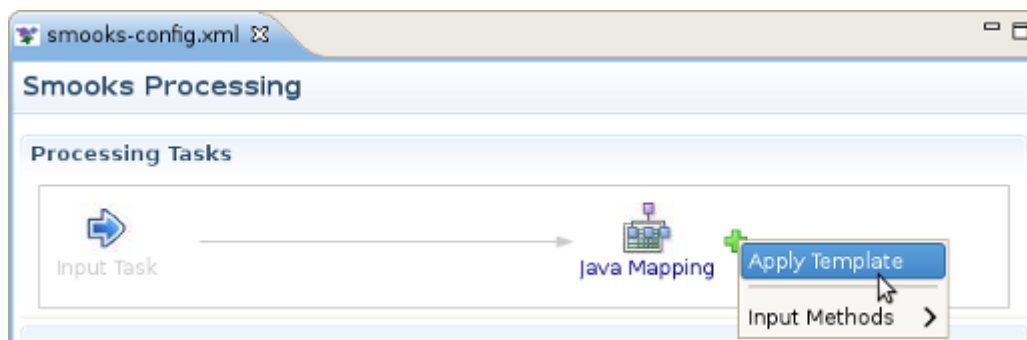 smooks-config.xml
Smooks Processing
Processing Tasks
Input Task
Java Mapping
Apply Template
Input Methods